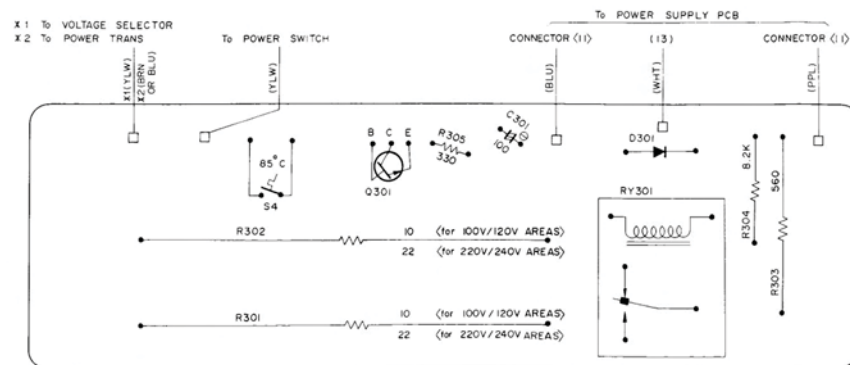 To POWER SUPPLY PCB
X 1 To VOLTAGE SELECTOR
X 2 To POWER TRANS
To POWER SWITCH
CONNECTOR (11)
(13)
CONNECTOR (11)
X1 (YLW)
X2 (BRN OR BLU)
(YLW)
(BLU)
(WHT)
(PPL)
85°C
S4
B C E
Q301
R305
330
C301
100
D301
8.2K
R304
560
R303
RY301
R302
10 (for 100V/120V AREAS)
22 (for 220V/240V AREAS)
R301
10 (for 100V/120V AREAS)
22 (for 220V/240V AREAS)